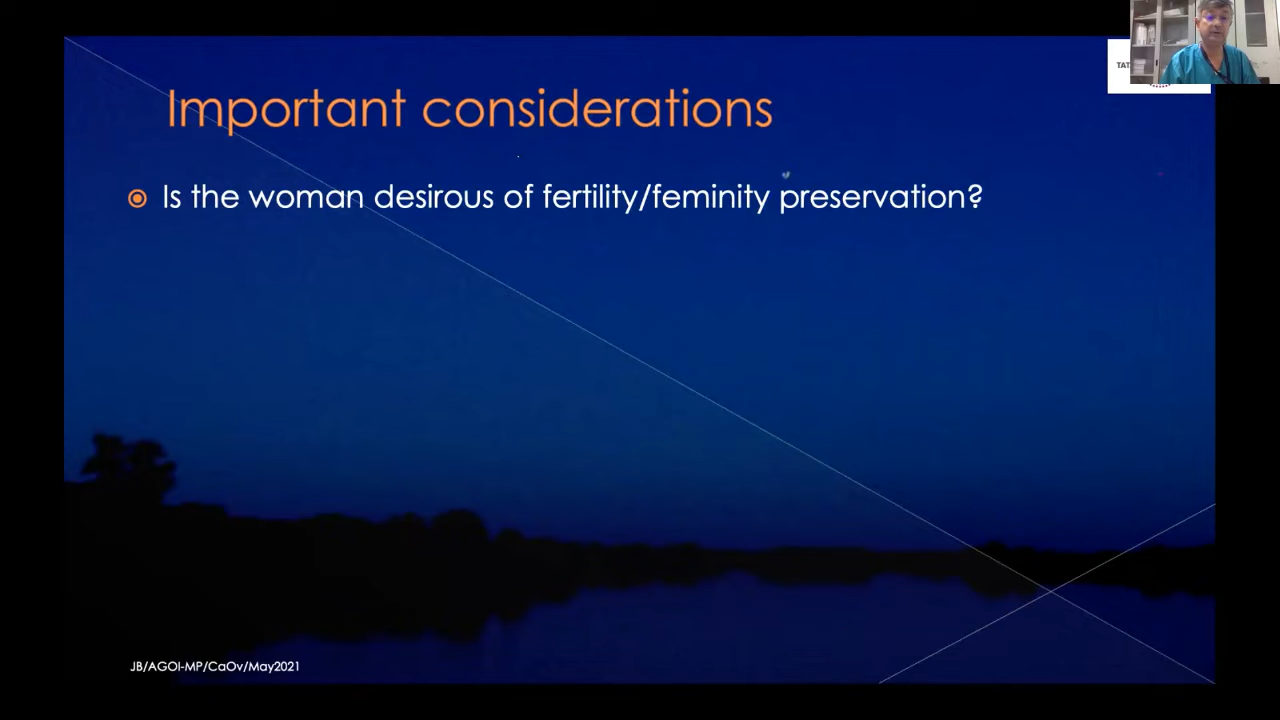 Important considerations
Is the woman desirous of fertility/feminity preservation?
JB/AGOI-MP/CaOv/May2021